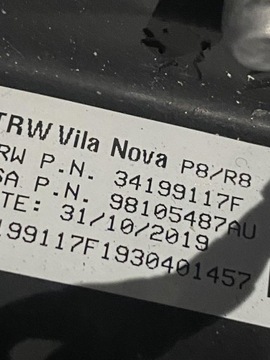 TRW Vila Nova P8/R8
RW P.N. 34199117F
SA P.N. 98105487AU
TE: 31/10/2019
199117F1930401457